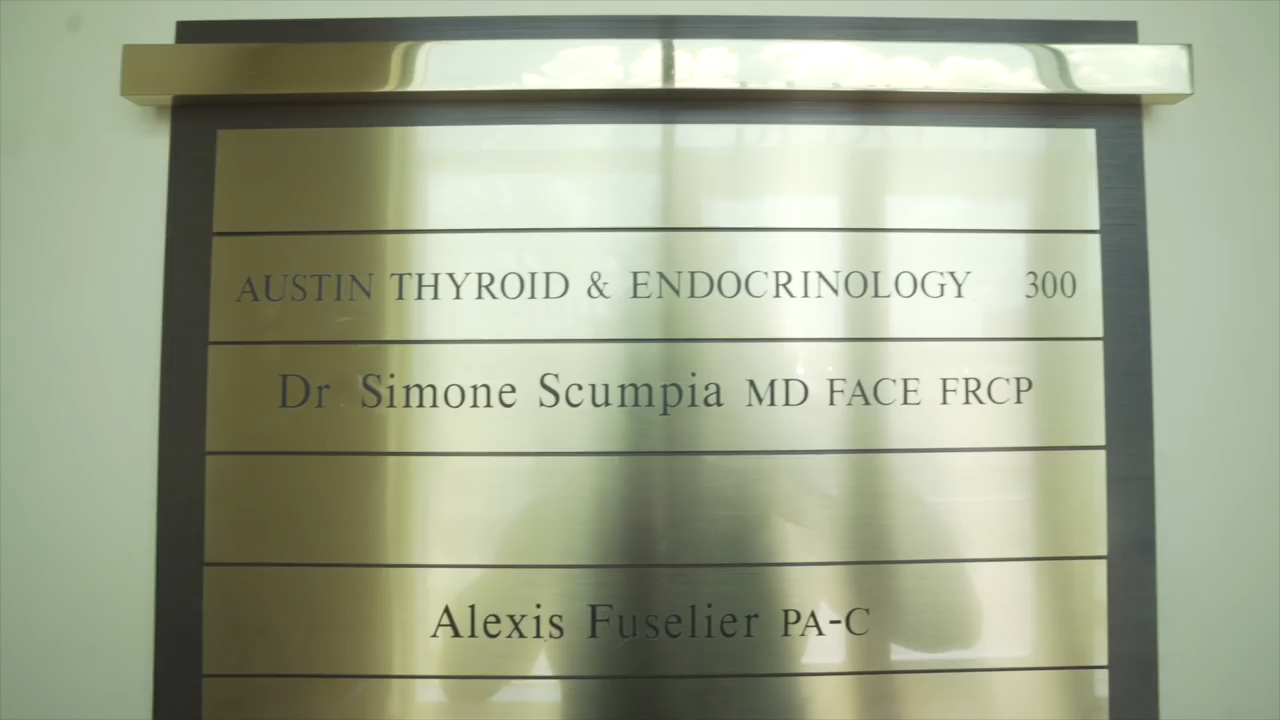 AUSTIN THYROID & ENDOCRINOLOGY 300
Dr Simone Scumpia MD FACE FRCP
Alexis Fuselier PA-C